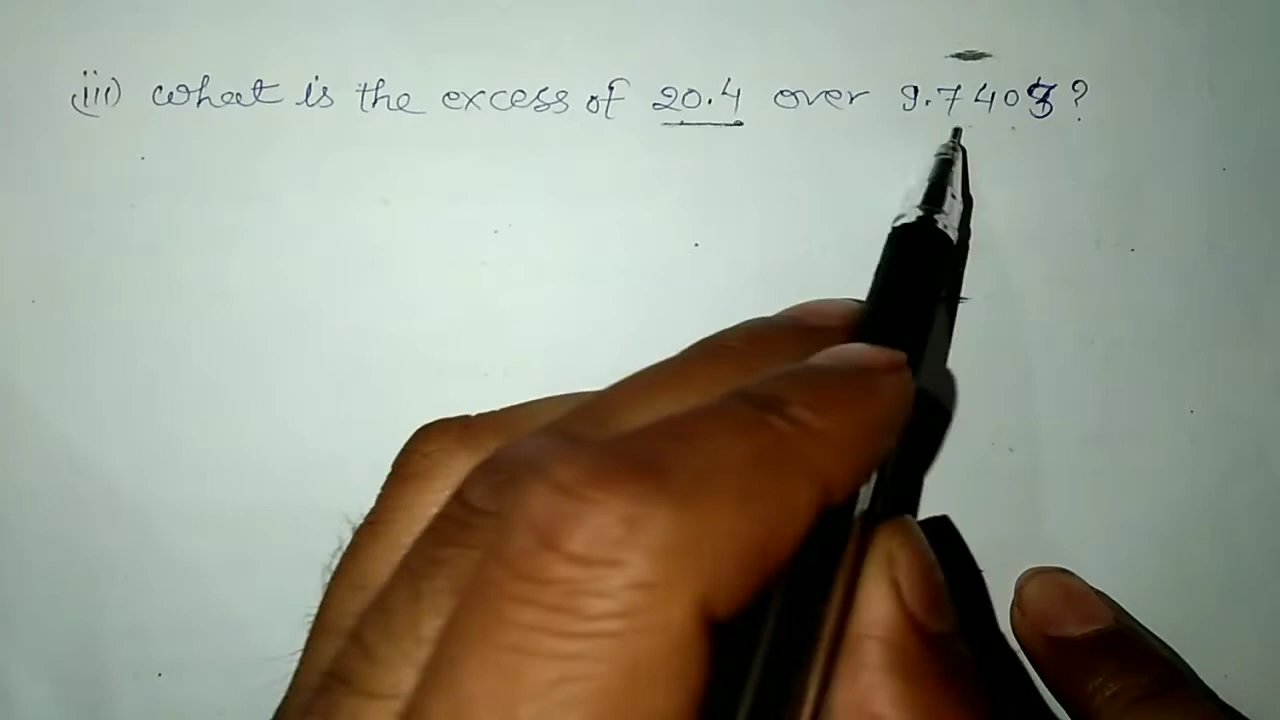 (iii) what is the excess of 20.4 over 9.7403?